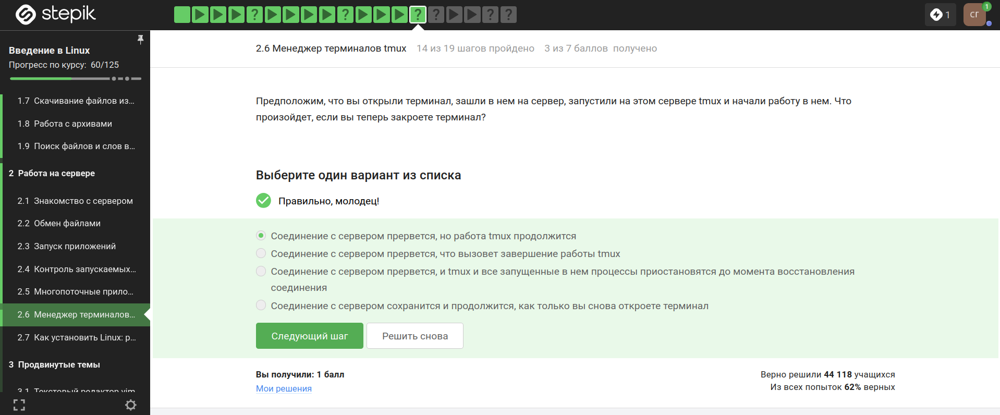 stepik
1
СГ
1
Введение в Linux
Прогресс по курсу: 60/125
1.7 Скачивание файлов из...
1.8 Работа с архивами
1.9 Поиск файлов и слов в...
2 Работа на сервере
2.1 Знакомство с сервером
2.2 Обмен файлами
2.3 Запуск приложений
2.4 Контроль запускаемых...
2.5 Многопоточные прило...
2.6 Менеджер терминалов...
2.7 Как установить Linux: р...
3 Продвинутые темы
3.1 Текстовый редактор vim
2.6 Менеджер терминалов tmux 14 из 19 шагов пройдено 3 из 7 баллов получено
Предположим, что вы открыли терминал, зашли в нем на сервер, запустили на этом сервере tmux и начали работу в нем. Что
произойдет, если вы теперь закроете терминал?
Выберите один вариант из списка
Правильно, молодец!
Соединение с сервером прервется, но работа tmux продолжится
Соединение с сервером прервется, что вызовет завершение работы tmux
Соединение с сервером прервется, и tmux и все запущенные в нем процессы приостановятся до момента восстановления
соединения
Соединение с сервером сохранится и продолжится, как только вы снова откроете терминал
Следующий шаг Решить снова
Вы получили: 1 балл
Мои решения
Верно решили 44 118 учащихся
Из всех попыток 62% верных